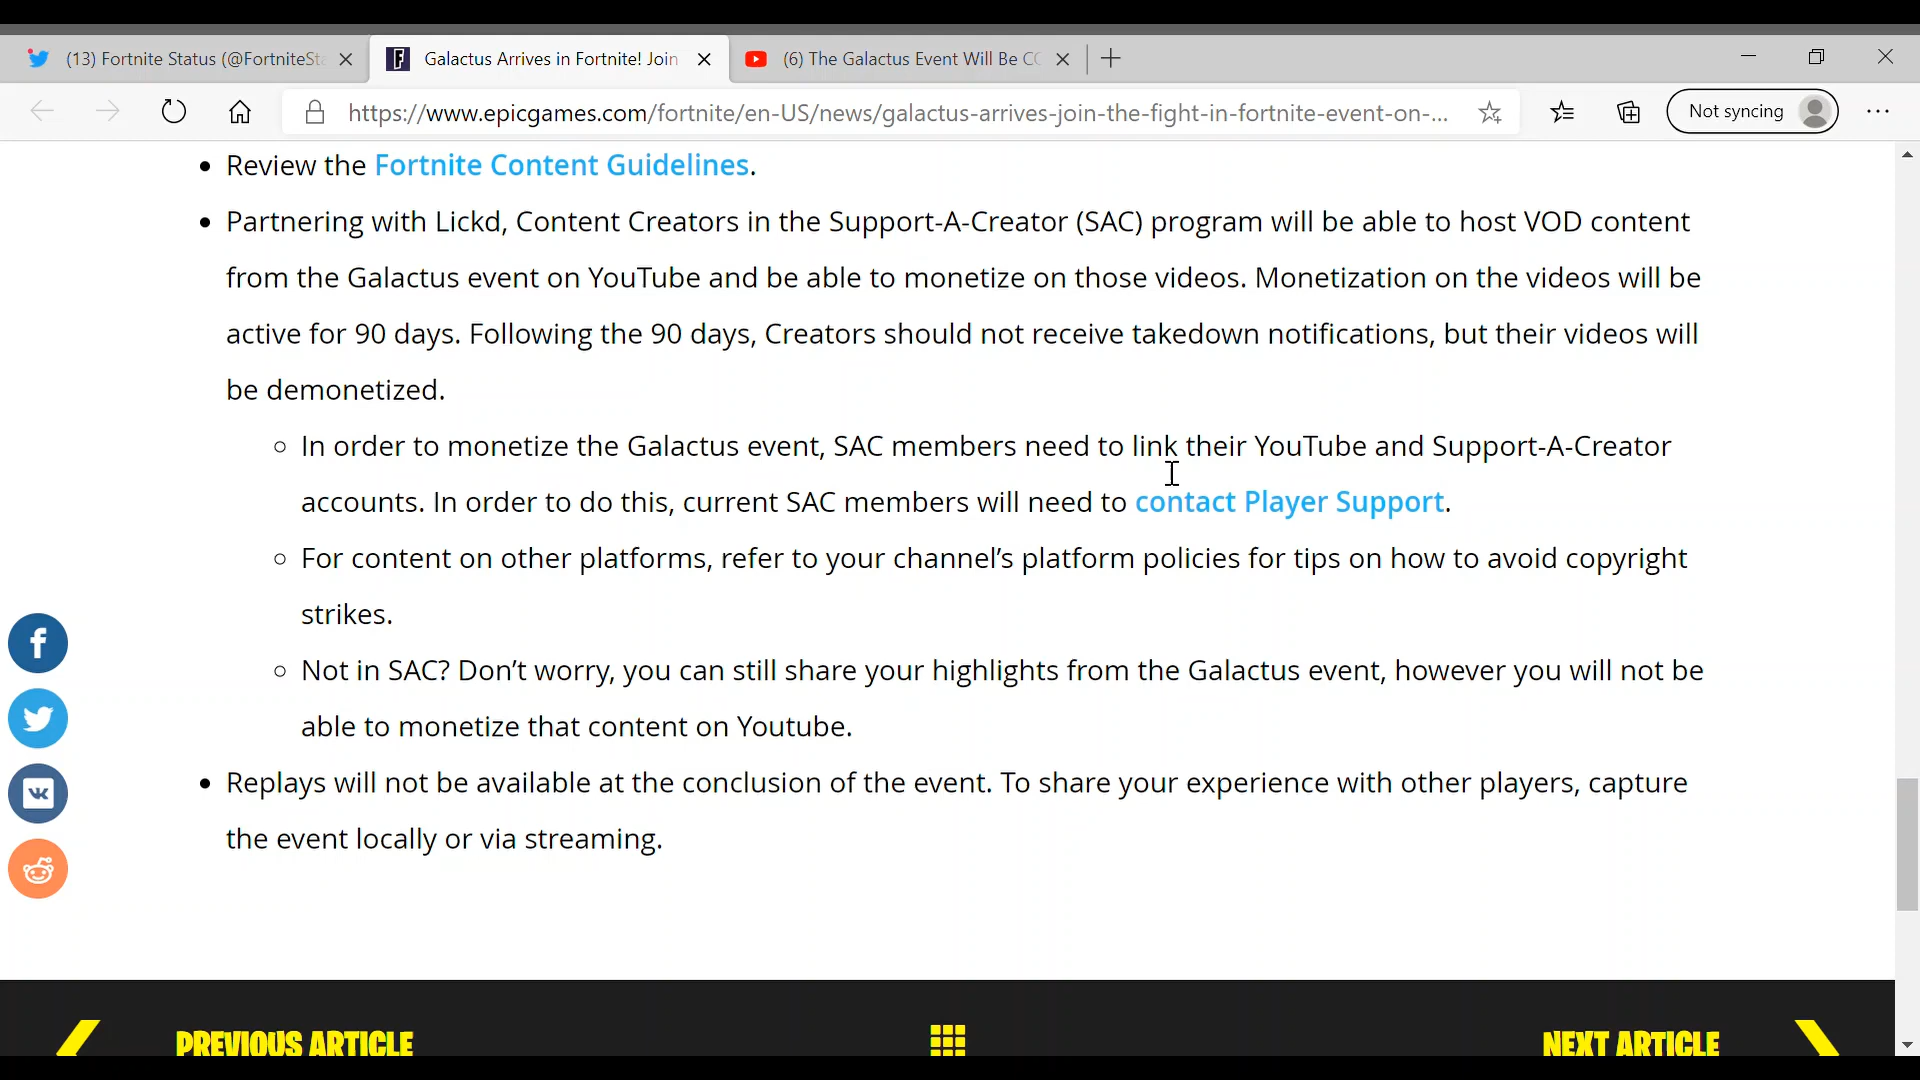 (13) Fortnite Status (@FortniteSta
Galactus Arrives in Fortnite! Join
(6) The Galactus Event Will Be CO
https://www.epicgames.com/fortnite/en-US/news/galactus-arrives-join-the-fight-in-fortnite-event-on-...
Not syncing
Review the Fortnite Content Guidelines.
Partnering with Lickd, Content Creators in the Support-A-Creator (SAC) program will be able to host VOD content
from the Galactus event on YouTube and be able to monetize on those videos. Monetization on the videos will be
active for 90 days. Following the 90 days, Creators should not receive takedown notifications, but their videos will
be demonetized.
In order to monetize the Galactus event, SAC members need to link their YouTube and Support-A-Creator
accounts. In order to do this, current SAC members will need to contact Player Support.
For content on other platforms, refer to your channel’s platform policies for tips on how to avoid copyright
strikes.
Not in SAC? Don’t worry, you can still share your highlights from the Galactus event, however you will not be
able to monetize that content on Youtube.
Replays will not be available at the conclusion of the event. To share your experience with other players, capture
the event locally or via streaming.
PREVIOUS ARTICLE
NEXT ARTICLE